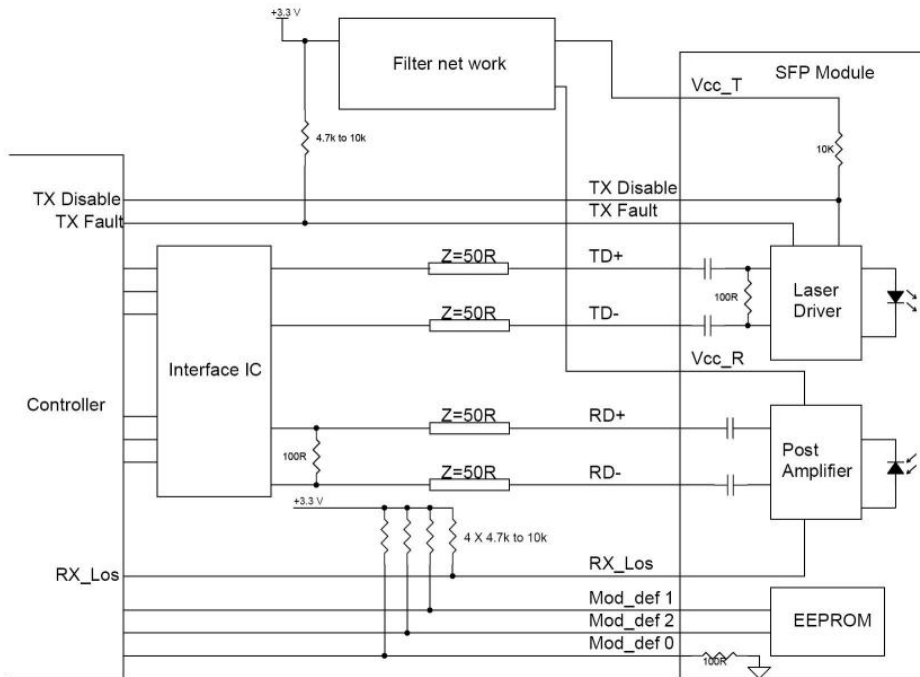 +3.3 V
Filter net work
SFP Module
Vcc_T
4.7k to 10k
10K
TX Disable
TX Disable
TX Fault
TX Fault
Z=50R
TD+
100R
Laser
Driver
Z=50R
TD-
Interface IC
Vcc_R
Controller
Z=50R
RD+
100R
Post
Amplifier
Z=50R
RD-
+3.3 V
4 X 4.7k to 10k
RX_Los
RX_Los
Mod_def 1
EEPROM
Mod_def 2
Mod_def 0
100R